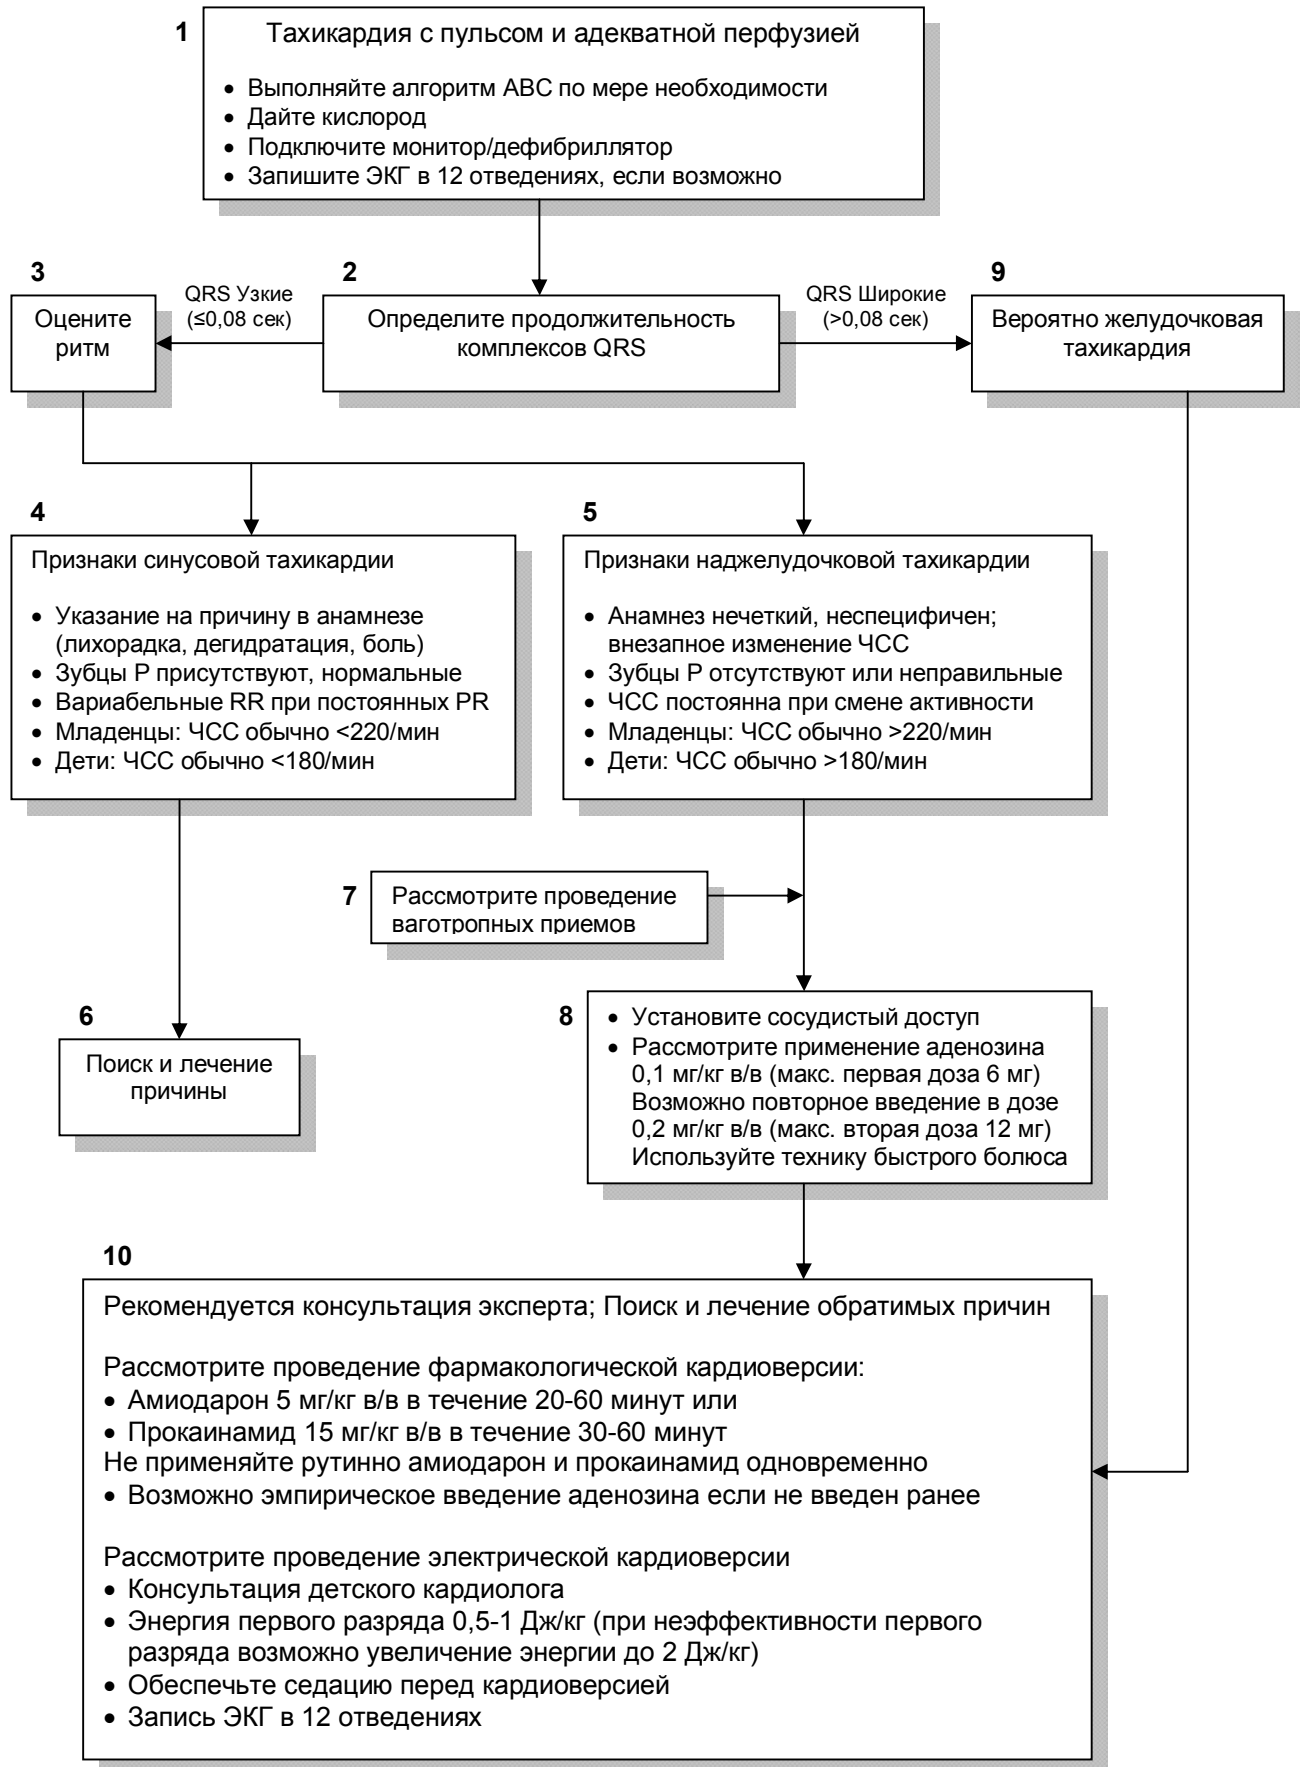 1
Тахикардия с пульсом и адекватной перфузией
• Выполняйте алгоритм ABC по мере необходимости
• Дайте кислород
• Подключите монитор/дефибриллятор
• Запишите ЭКГ в 12 отведениях, если возможно
3
QRS Узкие
(≤0,08 сек)
2
QRS Широкие
(>0,08 сек)
9
Оцените
ритм
Определите продолжительность
комплексов QRS
Вероятно желудочковая
тахикардия
4
Признаки синусовой тахикардии
• Указание на причину в анамнезе
(лихорадка, дегидратация, боль)
• Зубцы P присутствуют, нормальные
• Вариабельные RR при постоянных PR
• Младенцы: ЧСС обычно <220/мин
• Дети: ЧСС обычно <180/мин
5
Признаки наджелудочковой тахикардии
• Анамнез нечеткий, неспецифичен;
внезапное изменение ЧСС
• Зубцы P отсутствуют или неправильные
• ЧСС постоянна при смене активности
• Младенцы: ЧСС обычно >220/мин
• Дети: ЧСС обычно >180/мин
7
Рассмотрите проведение
ваготропных приемов
6
Поиск и лечение
причины
8
• Установите сосудистый доступ
• Рассмотрите применение аденозина
0,1 мг/кг в/в (макс. первая доза 6 мг)
Возможно повторное введение в дозе
0,2 мг/кг в/в (макс. вторая доза 12 мг)
Используйте технику быстрого болюса
10
Рекомендуется консультация эксперта; Поиск и лечение обратимых причин
Рассмотрите проведение фармакологической кардиоверсии:
• Амиодарон 5 мг/кг в/в в течение 20-60 минут или
• Прокаинамид 15 мг/кг в/в в течение 30-60 минут
Не применяйте рутинно амиодарон и прокаинамид одновременно
• Возможно эмпирическое введение аденозина если не введен ранее
Рассмотрите проведение электрической кардиоверсии
• Консультация детского кардиолога
• Энергия первого разряда 0,5-1 Дж/кг (при неэффективности первого
разряда возможно увеличение энергии до 2 Дж/кг)
• Обеспечьте седацию перед кардиоверсией
• Запись ЭКГ в 12 отведениях